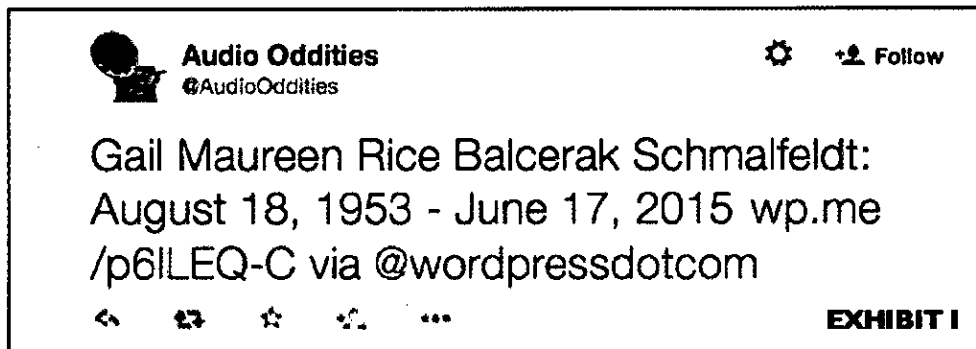 Audio Oddities
@AudioOddities
Follow
Gail Maureen Rice Balcerak Schmalfeldt:
August 18, 1953 - June 17, 2015 wp.me
/p6lLEQ-C via @wordpressdotcom
EXHIBIT I